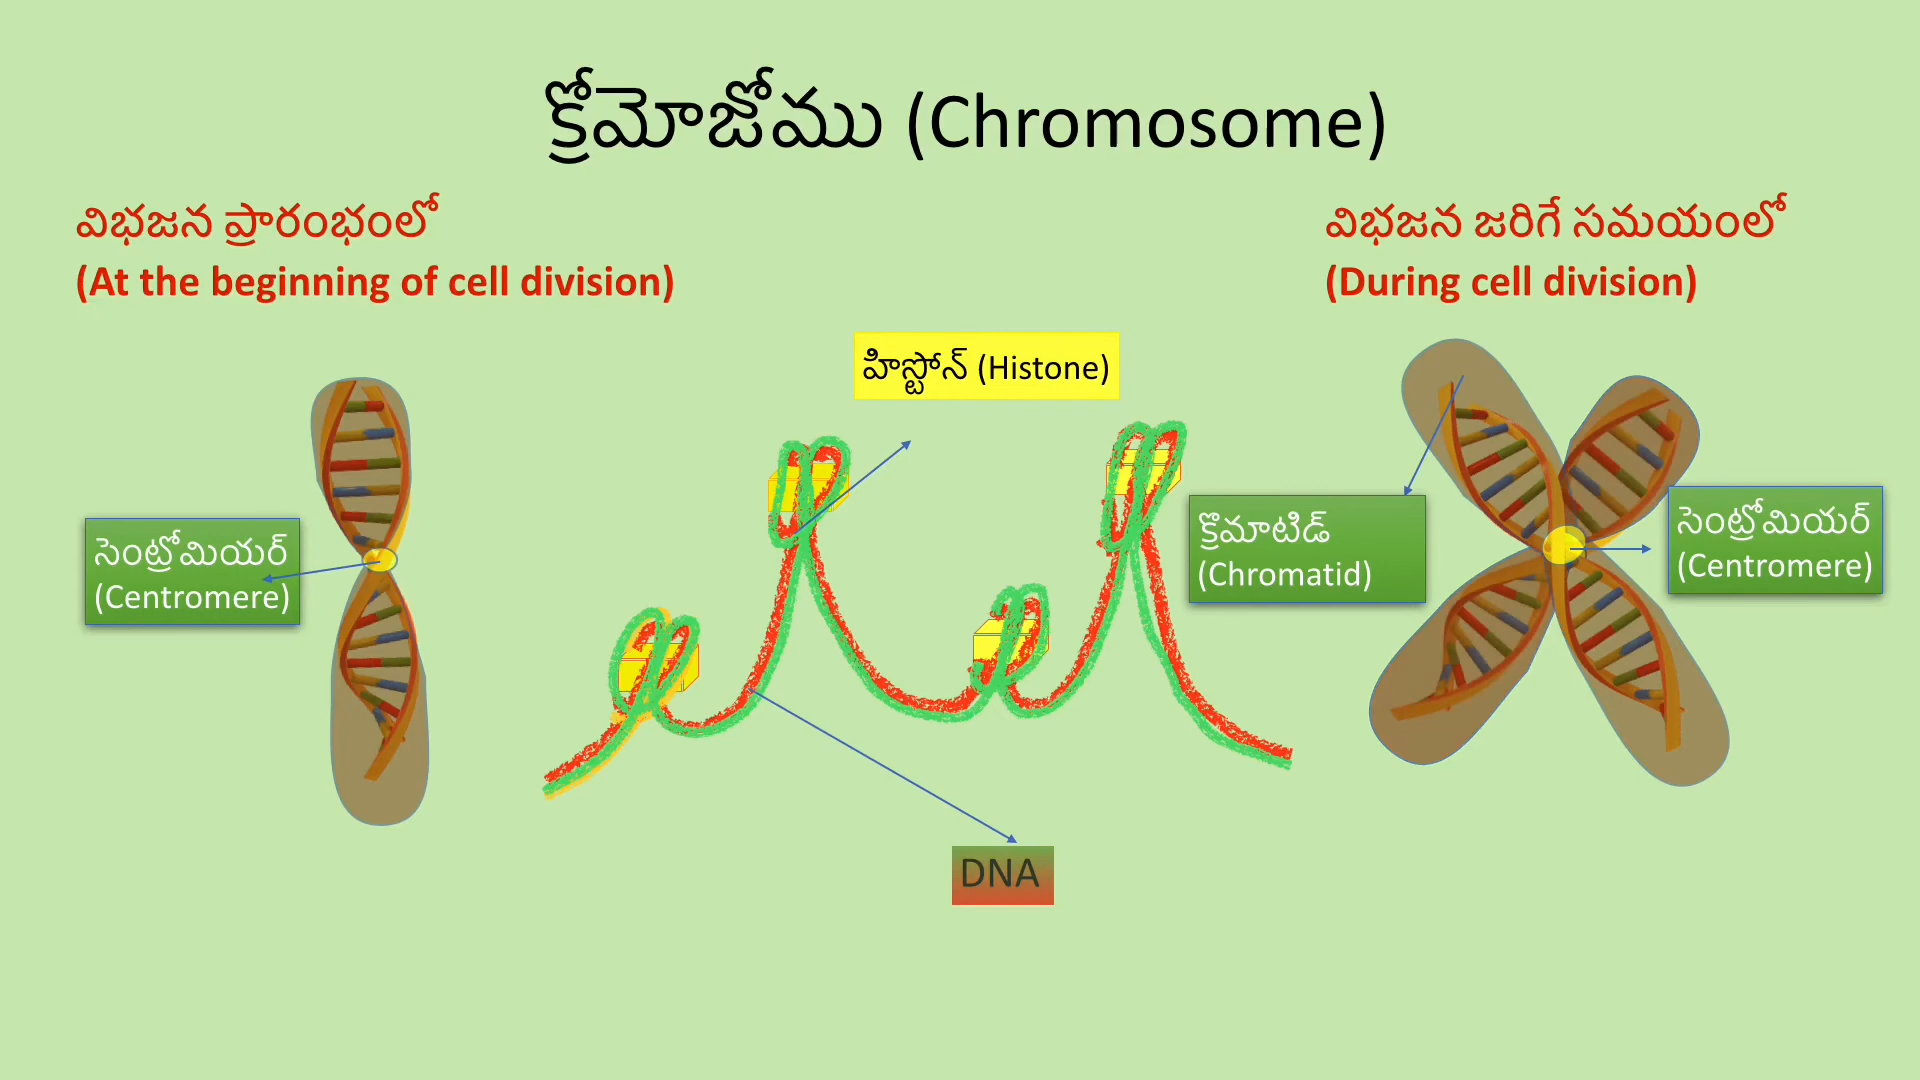 క్రోమోజోము (Chromosome)
విభజన ప్రారంభంలో
(At the beginning of cell division)
విభజన జరిగే సమయంలో
(During cell division)
హిస్టోన్ (Histone)
సెంట్రోమియర్
(Centromere)
క్రొమాటిడ్
(Chromatid)
సెంట్రోమియర్
(Centromere)
DNA